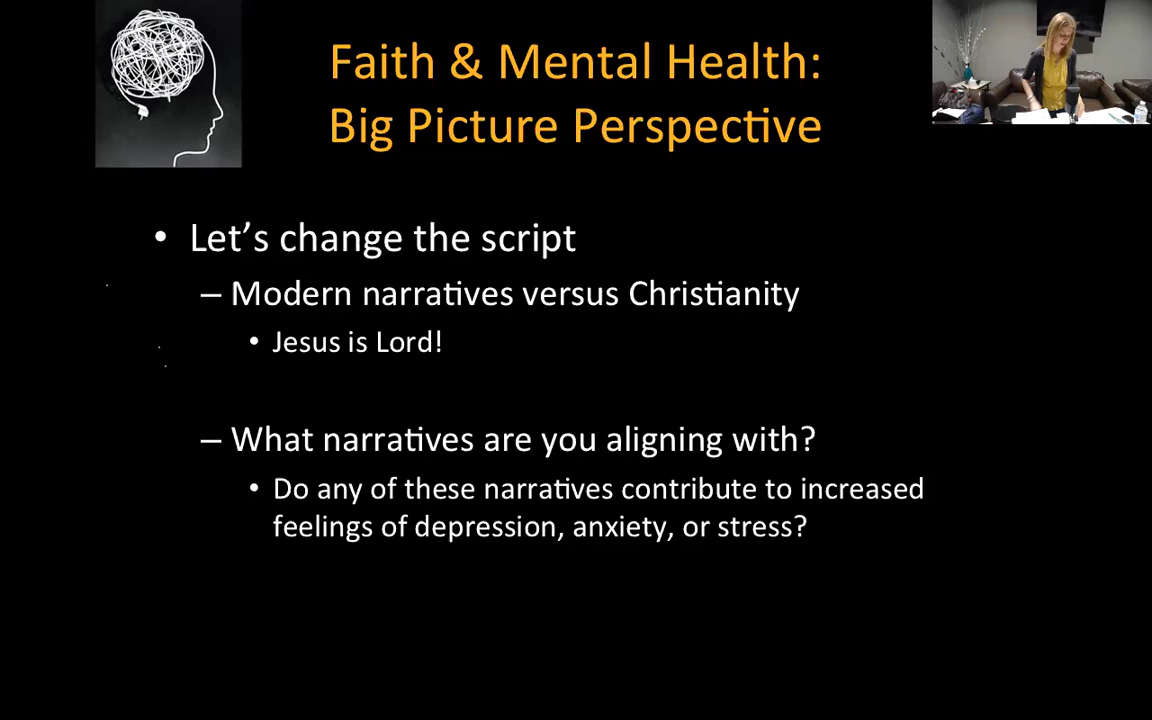 Faith & Mental Health:
Big Picture Perspective
• Let’s change the script
– Modern narratives versus Christianity
• Jesus is Lord!
– What narratives are you aligning with?
• Do any of these narratives contribute to increased
feelings of depression, anxiety, or stress?